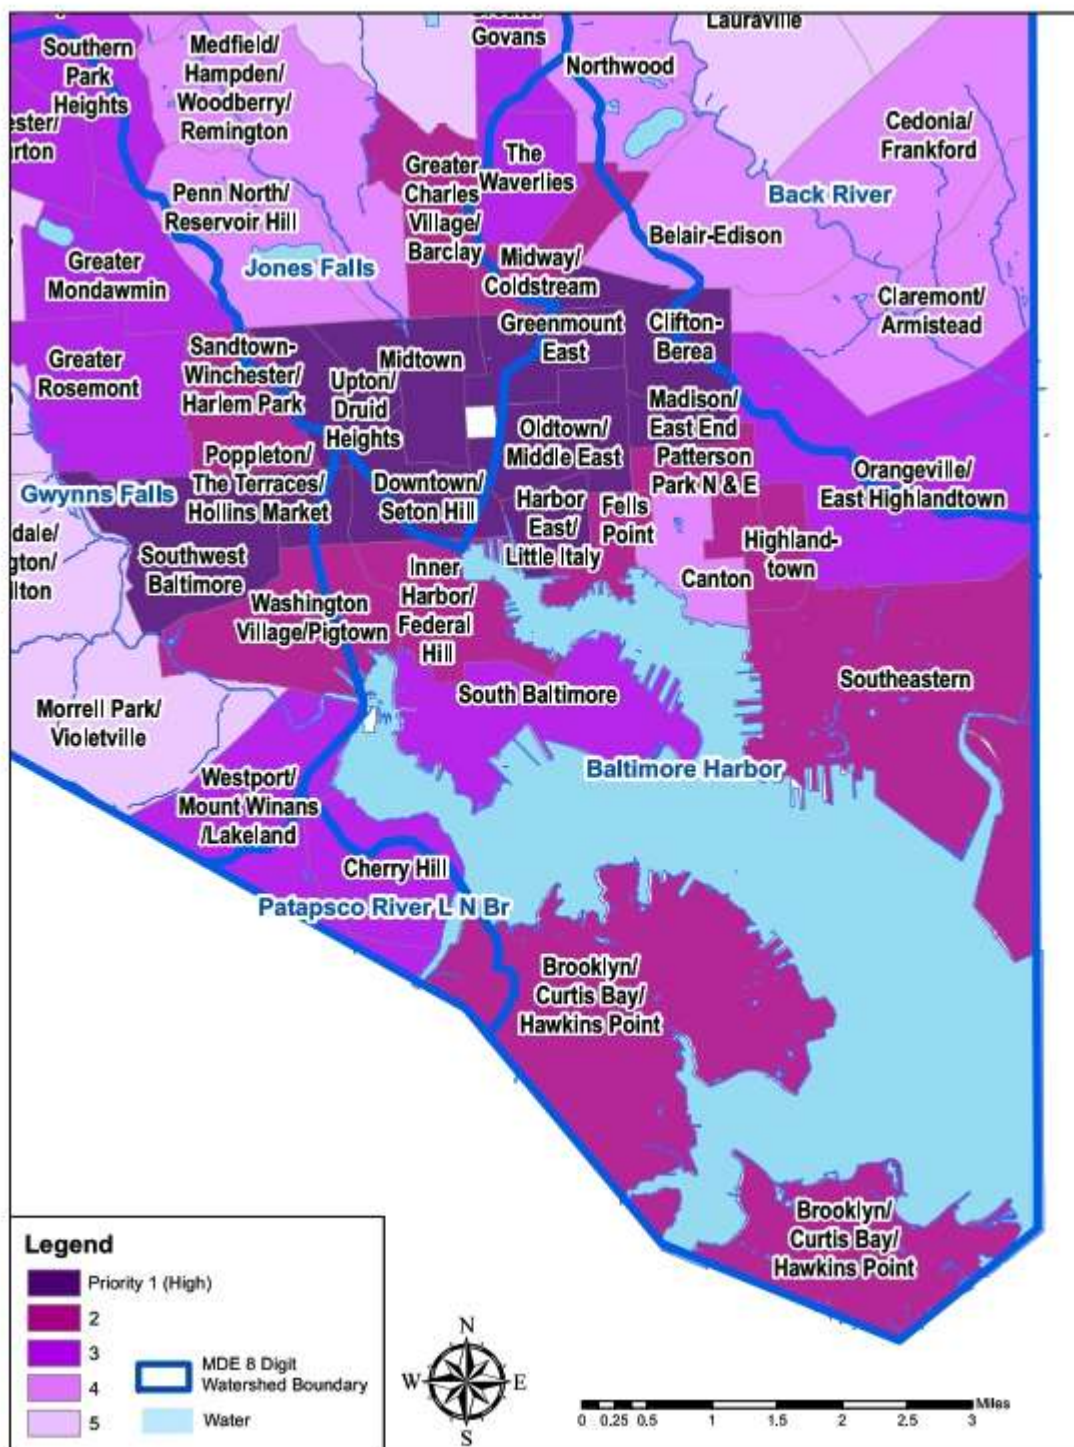 Govans
Lauraville
Southern
Park
Heights
Medfield/
Hampden/
Woodberry/
Remington
Northwood
Cedonia/
Frankford
The
Waverlies
Greater
Charles
Village/
Barclay
Penn North/
Reservoir Hill
Back River
Belair-Edison
Greater
Mondawmin
Jones Falls
Midway/
Coldstream
Claremont/
Armistead
Greenmount
East
Clifton-
Berea
Greater
Rosemont
Sandtown-
Winchester/
Harlem Park
Midtown
Upton/
Druid
Heights
Madison/
East End
Oldtown/
Middle East
Patterson
Park N & E
Poppleton/
The Terraces/
Hollins Market
Downtown/
Seton Hill
Orangeville/
East Highlandtown
Gwynns Falls
Harbor
East/
Little Italy
Fells
Point
dale/
gton/
llton
Southwest
Baltimore
Highland-
town
Canton
Inner
Harbor/
Federal
Hill
Washington
Village/Pigtown
South Baltimore
Southeastern
Morrell Park/
Violetville
Baltimore Harbor
Westport/
Mount Winans
/Lakeland
Cherry Hill
Patapsco River L N Br
Brooklyn/
Curtis Bay/
Hawkins Point
Brooklyn/
Curtis Bay/
Hawkins Point
Legend
Priority 1 (High)
2
3
4
5
MDE 8 Digit
Watershed Boundary
Water
N
W E
S
Miles
0 0.25 0.5 1 1.5 2 2.5 3